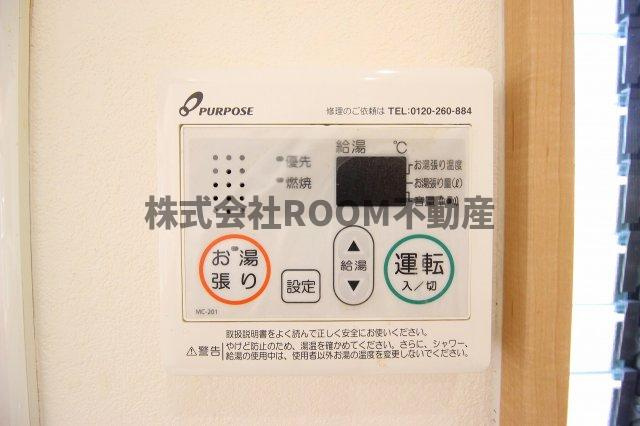 PURPOSE
修理のご依頼は TEL:0120-260-884
給湯 ℃
優先
燃焼
お湯張り温度
お湯張り量(ℓ)
音量
株式会社ROOM不動産
お湯張り
設定
給湯
運転
入/切
MC-201
取扱説明書をよく読んで正しく安全にお使いください。
警告 やけど防止のため、湯温を確かめてください。さらに、シャワー、
給湯の使用中は、使用者以外お湯の温度を変更しないでください。